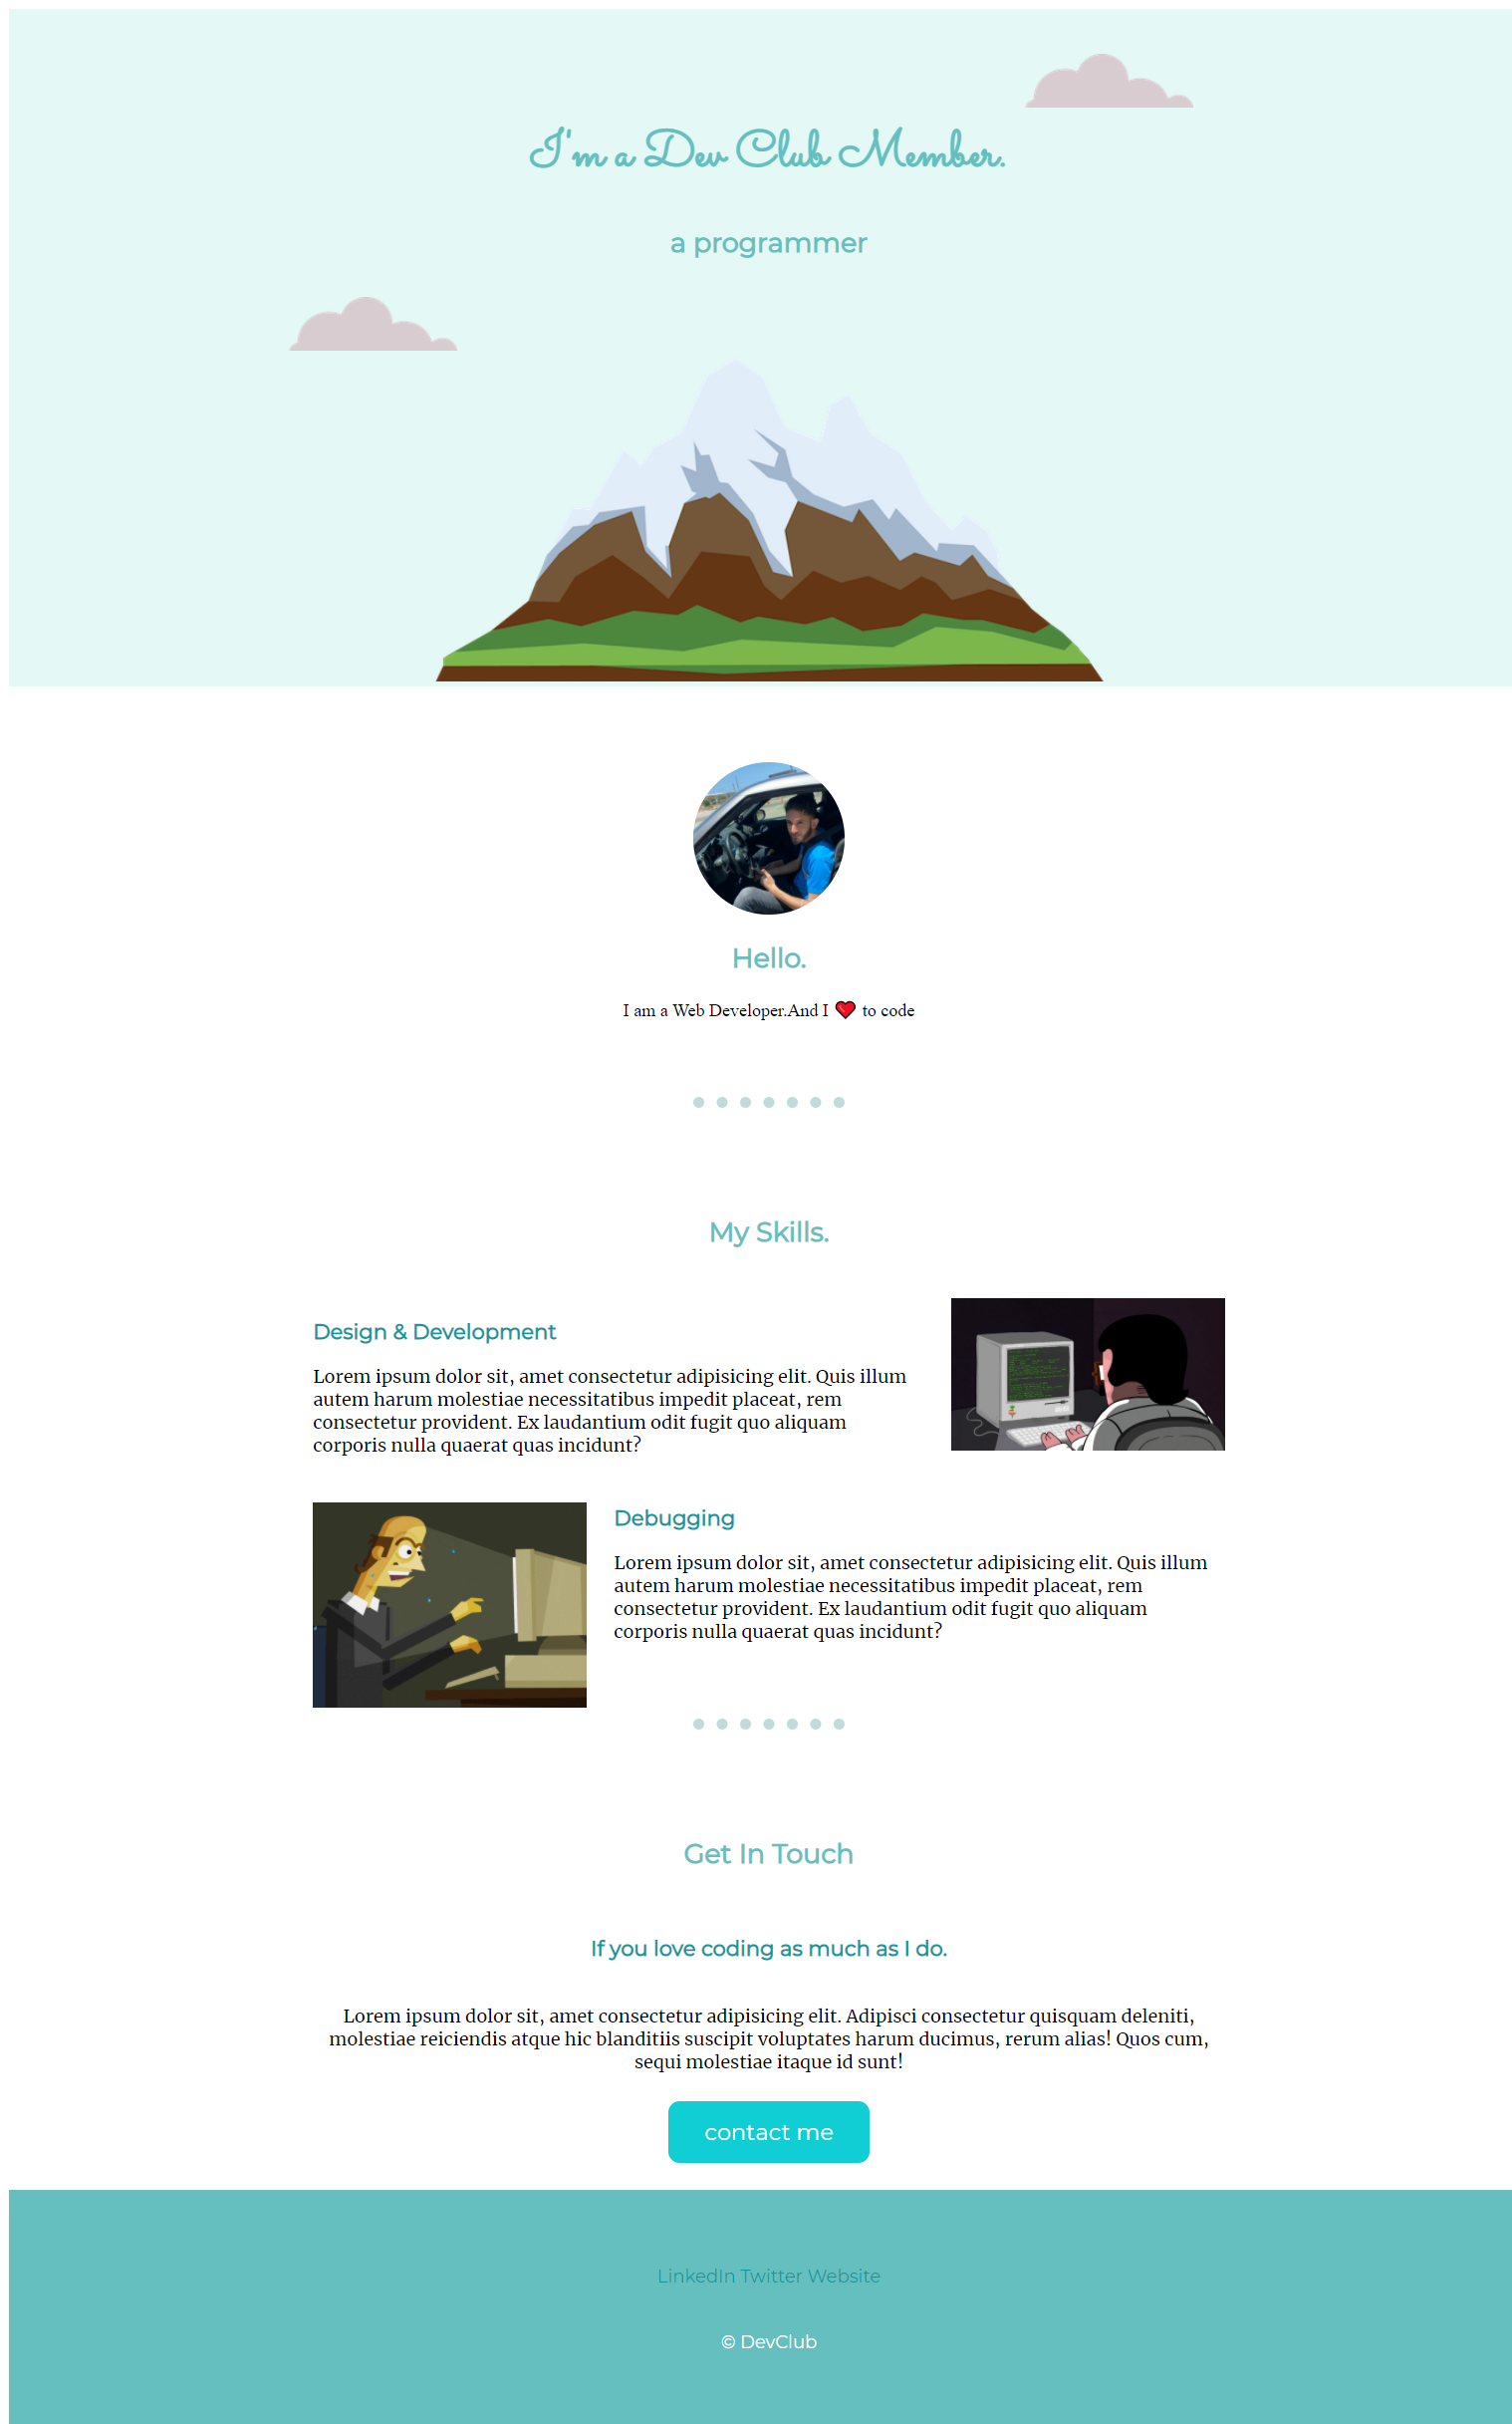 I'm a Dev Club Member.
a programmer
Hello.
I am a Web Developer.And I ❤ to code
My Skills.
Design & Development
Lorem ipsum dolor sit, amet consectetur adipisicing elit. Quis illum
autem harum molestiae necessitatibus impedit placeat, rem
consectetur provident. Ex laudantium odit fugit quo aliquam
corporis nulla quaerat quas incidunt?
Debugging
Lorem ipsum dolor sit, amet consectetur adipisicing elit. Quis illum
autem harum molestiae necessitatibus impedit placeat, rem
consectetur provident. Ex laudantium odit fugit quo aliquam
corporis nulla quaerat quas incidunt?
Get In Touch
If you love coding as much as I do.
Lorem ipsum dolor sit, amet consectetur adipisicing elit. Adipisci consectetur quisquam deleniti,
molestiae reiciendis atque hic blanditiis suscipit voluptates harum ducimus, rerum alias! Quos cum,
sequi molestiae itaque id sunt!
contact me
LinkedIn Twitter Website
© DevClub